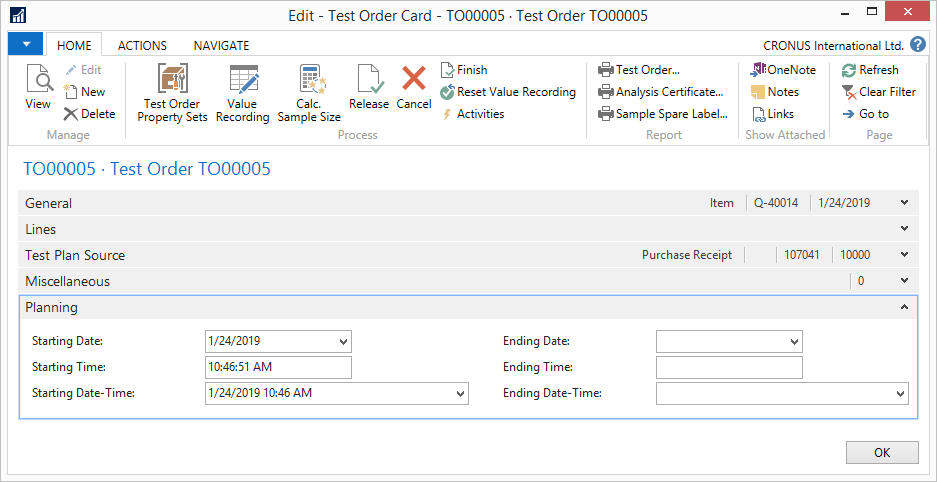 Edit - Test Order Card - TO00005 · Test Order TO00005
HOME ACTIONS NAVIGATE CRONUS International Ltd. ?
View
Edit
New
Delete
Manage
Test Order Property Sets
Value Recording
Calc. Sample Size
Release
Cancel
Finish
Reset Value Recording
Activities
Process
Test Order...
Analysis Certificate...
Sample Spare Label...
Report
OneNote
Notes
Links
Show Attached
Refresh
Clear Filter
Go to
Page
TO00005 · Test Order TO00005
General Item Q-40014 1/24/2019
Lines
Test Plan Source Purchase Receipt 107041 10000
Miscellaneous 0
Planning
Starting Date: 1/24/2019 Ending Date:
Starting Time: 10:46:51 AM Ending Time:
Starting Date-Time: 1/24/2019 10:46 AM Ending Date-Time:
OK